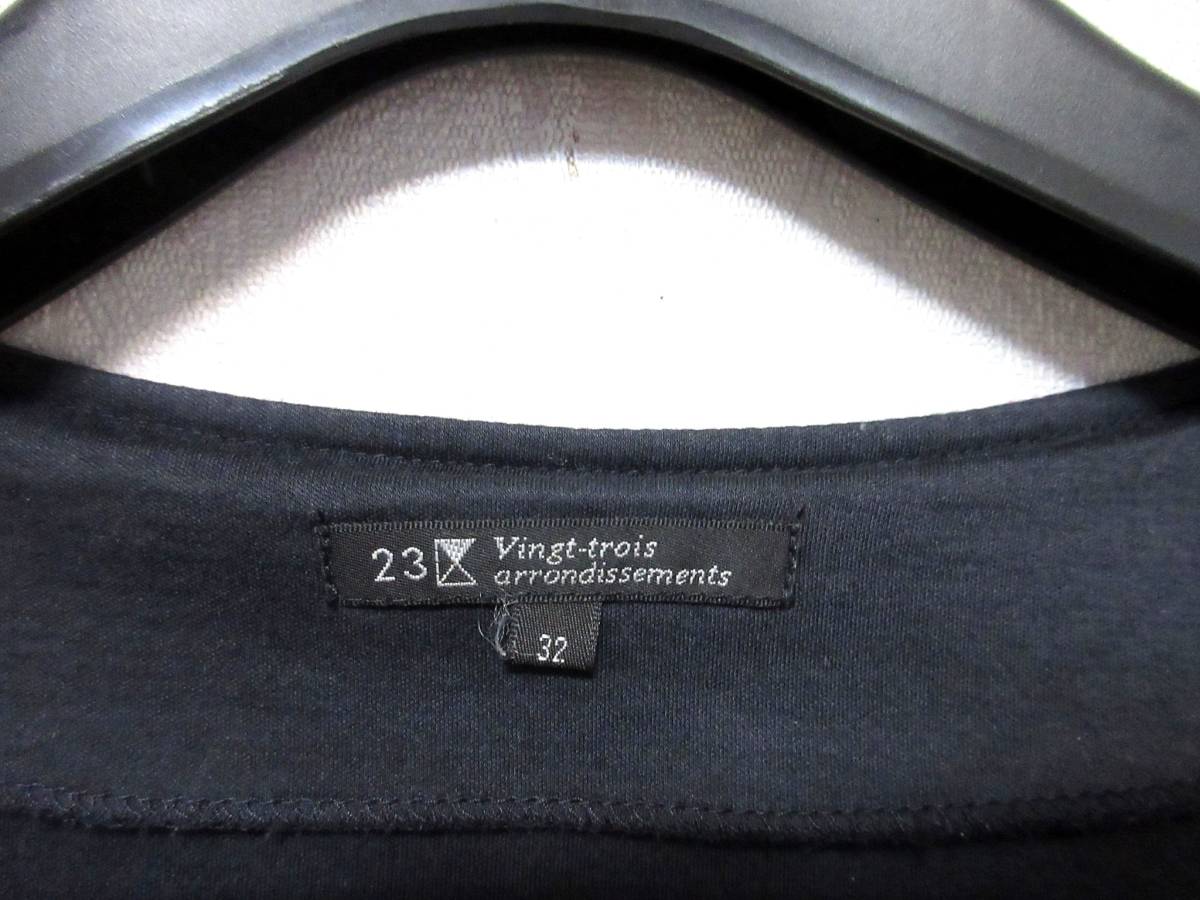 23 Vingt-trois
arrondissements
32